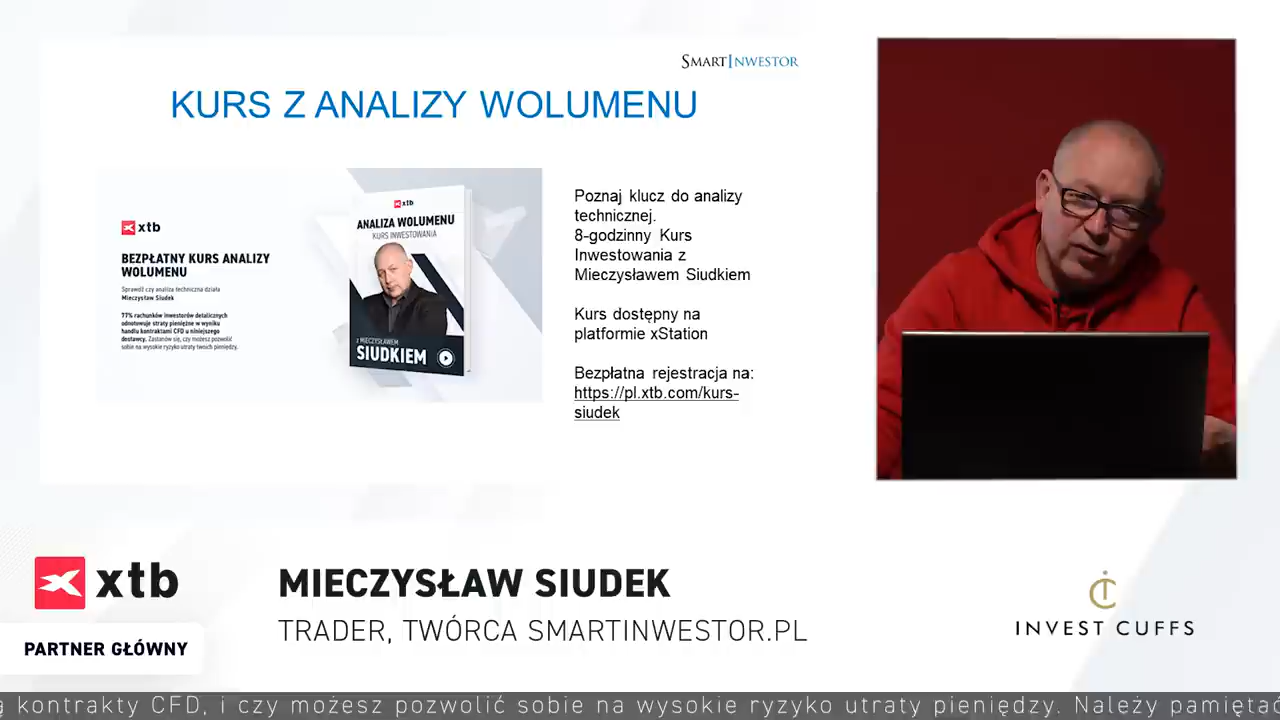 SMARTINWESTOR
KURS Z ANALIZY WOLUMENU
xtb
BEZPŁATNY KURS ANALIZY
WOLUMENU
Sprawdź czy analiza techniczna działa
Mieczysław Siudek
77% rachunków inwestorów detalicznych
odnotowuje straty pieniężne w wyniku
handlu kontraktami CFD u niniejszego
dostawcy. Zastanów się, czy możesz pozwolić
sobie na wysokie ryzyko utraty twoich pieniędzy.
xtb
ANALIZA WOLUMENU
KURS INWESTOWANIA
z MIECZYSŁAWEM
SIUDKIEM
Poznaj klucz do analizy
technicznej.
8-godzinny Kurs
Inwestowania z
Mieczysławem Siudkiem
Kurs dostępny na
platformie xStation
Bezpłatna rejestracja na:
https://pl.xtb.com/kurs-
siudek
xtb
PARTNER GŁÓWNY
MIECZYSŁAW SIUDEK
TRADER, TWÓRCA SMARTINWESTOR.PL
INVEST CUFFS
ą kontrakty CFD, i czy możesz pozwolić sobie na wysokie ryzyko utraty pieniędzy. Należy pamiętać